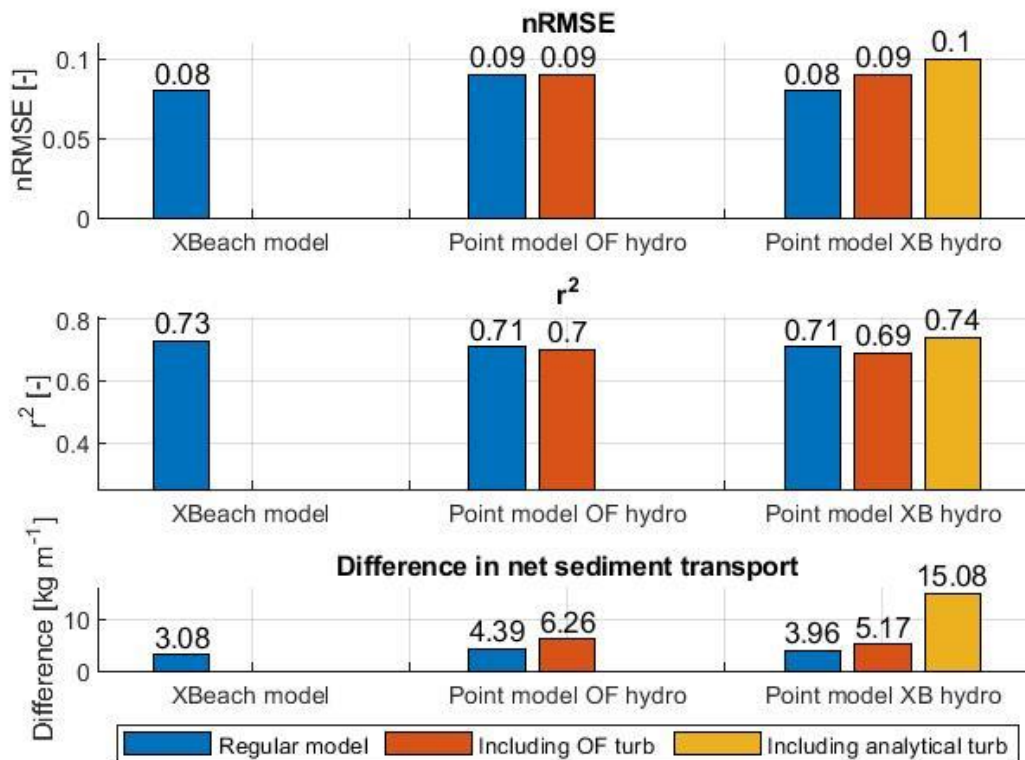 nRMSE
nRMSE [-]
0.1
0.05
0
0.08
0.09 0.09
0.08 0.09 0.1
XBeach model Point model OF hydro Point model XB hydro
r²
r² [-]
0.8
0.6
0.4
0.73
0.71 0.7
0.71 0.69 0.74
XBeach model Point model OF hydro Point model XB hydro
Difference in net sediment transport
Difference [kg m⁻¹]
10
0
3.08
4.39 6.26
3.96 5.17 15.08
XBeach model Point model OF hydro Point model XB hydro
Regular model Including OF turb Including analytical turb